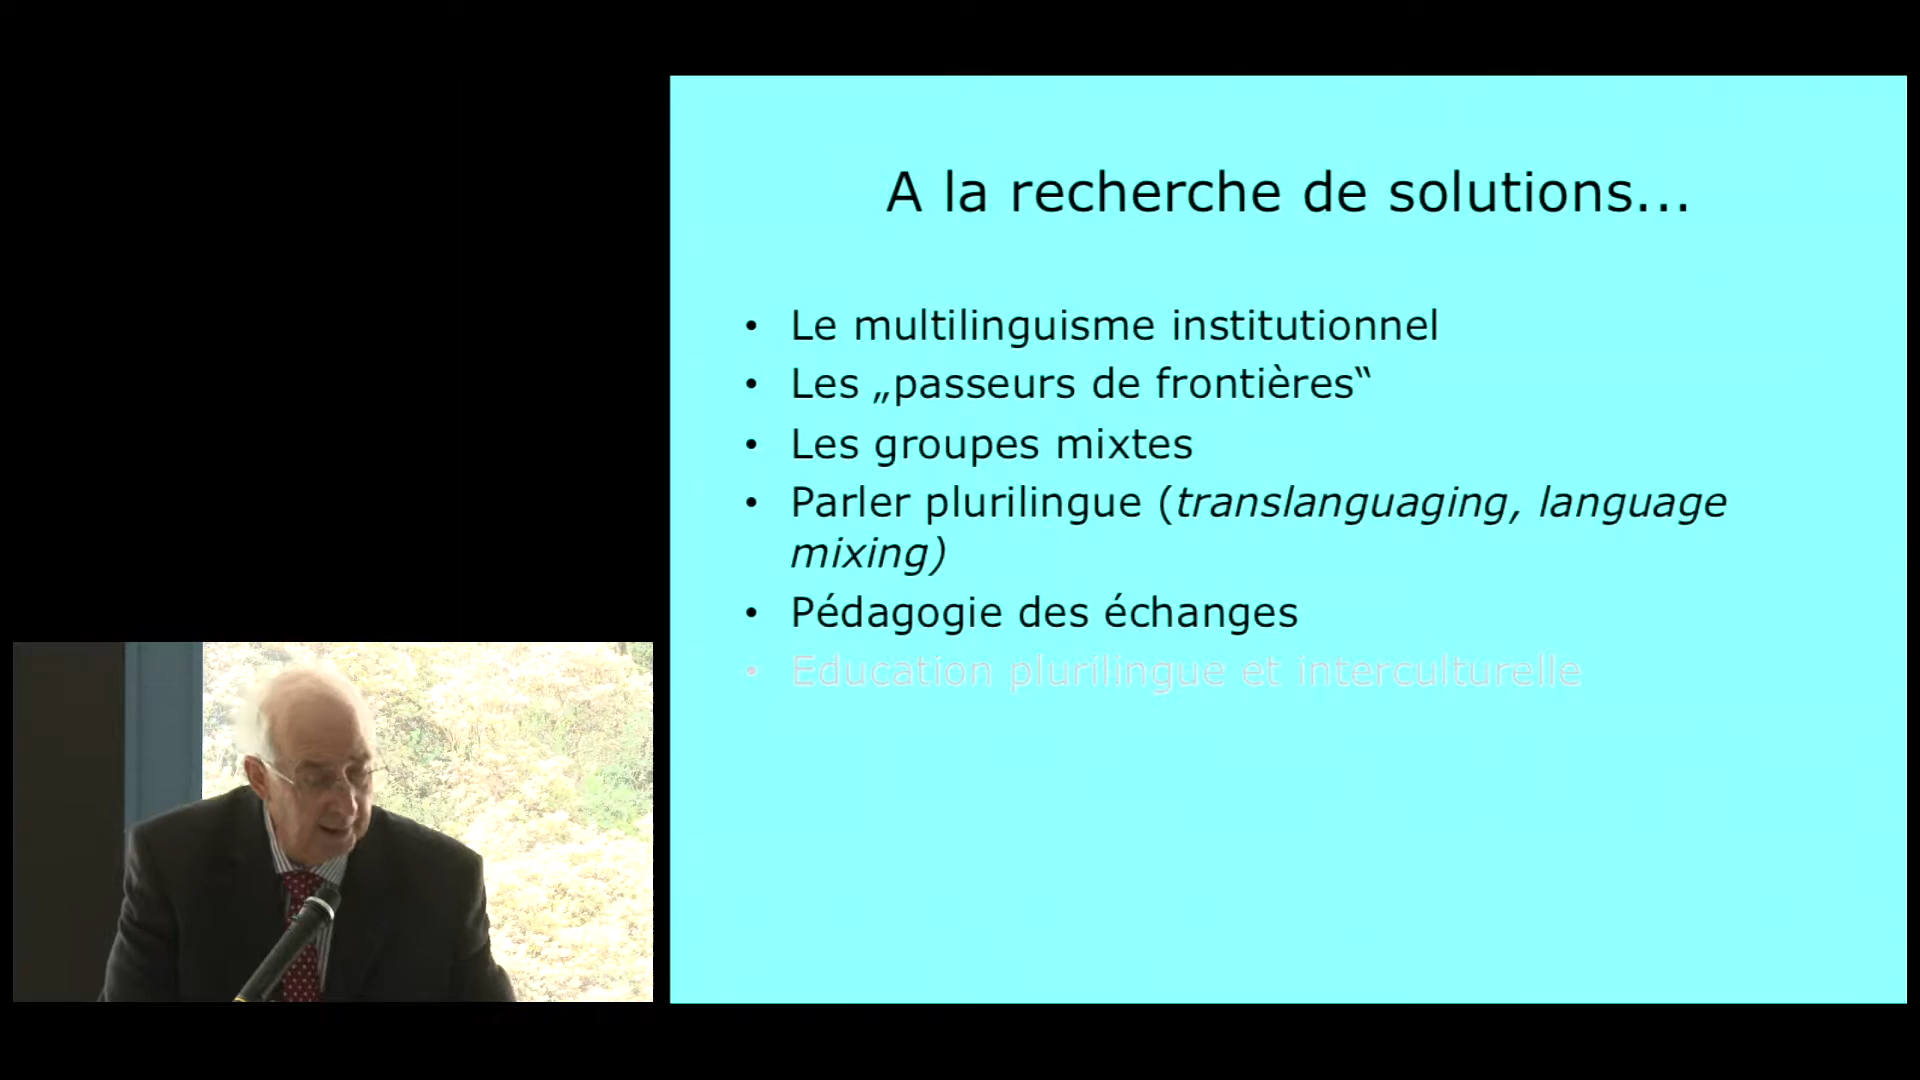 A la recherche de solutions...
• Le multilinguisme institutionnel
• Les „passeurs de frontières“
• Les groupes mixtes
• Parler plurilingue (translanguaging, language
mixing)
• Pédagogie des échanges
• Education plurilingue et interculturelle